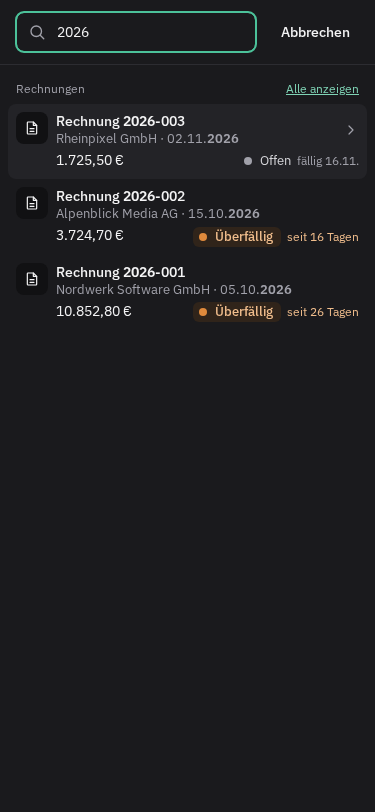 2026
Abbrechen
Rechnungen
Alle anzeigen
Rechnung 2026-003
Rheinpixel GmbH · 02.11.2026
1.725,50 €
Offen fällig 16.11.
Rechnung 2026-002
Alpenblick Media AG · 15.10.2026
3.724,70 €
Überfällig seit 16 Tagen
Rechnung 2026-001
Nordwerk Software GmbH · 05.10.2026
10.852,80 €
Überfällig seit 26 Tagen